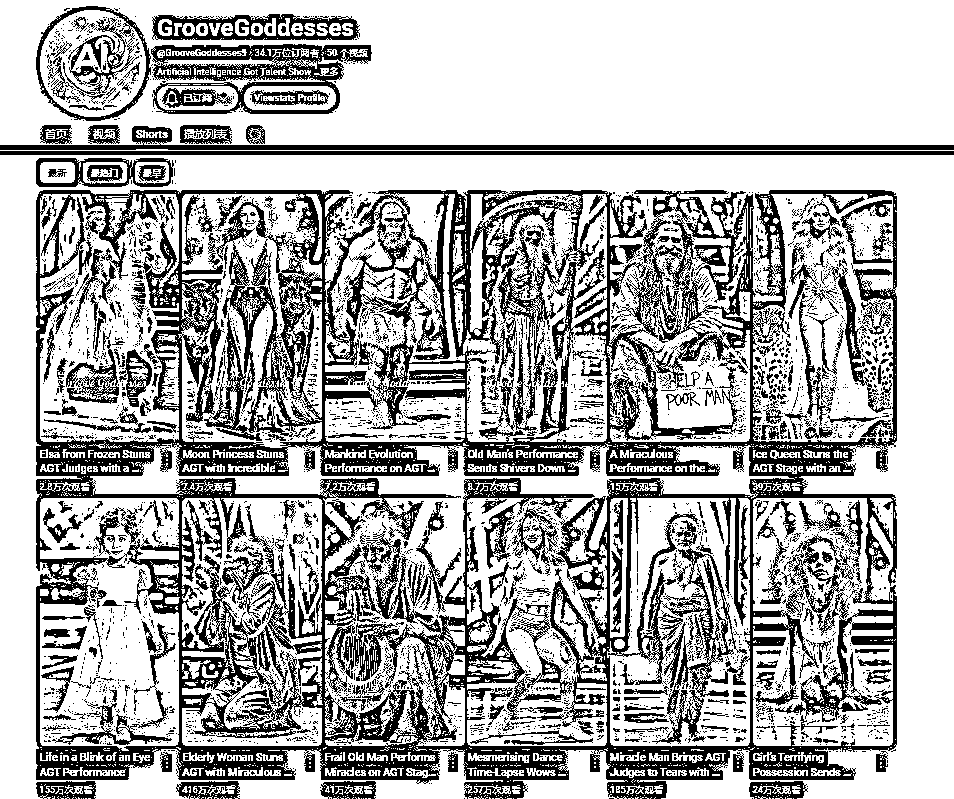 AI
GrooveGoddesses
@GrooveGoddesses1 · 34.1万位订阅者 · 50 个视频
Artificial Intelligence Got Talent Show ...更多
已订阅
Viewstats Profile
首页 视频 Shorts 播放列表
最新 最热门 最早
Groove Goddesses
HELP A
POOR MAN
Elsa from Frozen Stuns
AGT Judges with a ...
2.8万次观看
Moon Princess Stuns
AGT with Incredible ...
7.4万次观看
Mankind Evolution
Performance on AGT ...
7.2万次观看
Old Man's Performance
Sends Shivers Down ...
8.7万次观看
A Miraculous
Performance on the ...
15万次观看
Ice Queen Stuns the
AGT Stage with an ...
39万次观看
Life in a Blink of an Eye
AGT Performance
155万次观看
Elderly Woman Stuns
AGT with Miraculous ...
416万次观看
Frail Old Man Performs
Miracles on AGT Stag...
41万次观看
Mesmerising Dance
Time-Lapse Wows ...
257万次观看
Miracle Man Brings AGT
Judges to Tears with ...
185万次观看
Girl's Terrifying
Possession Sends ...
24万次观看